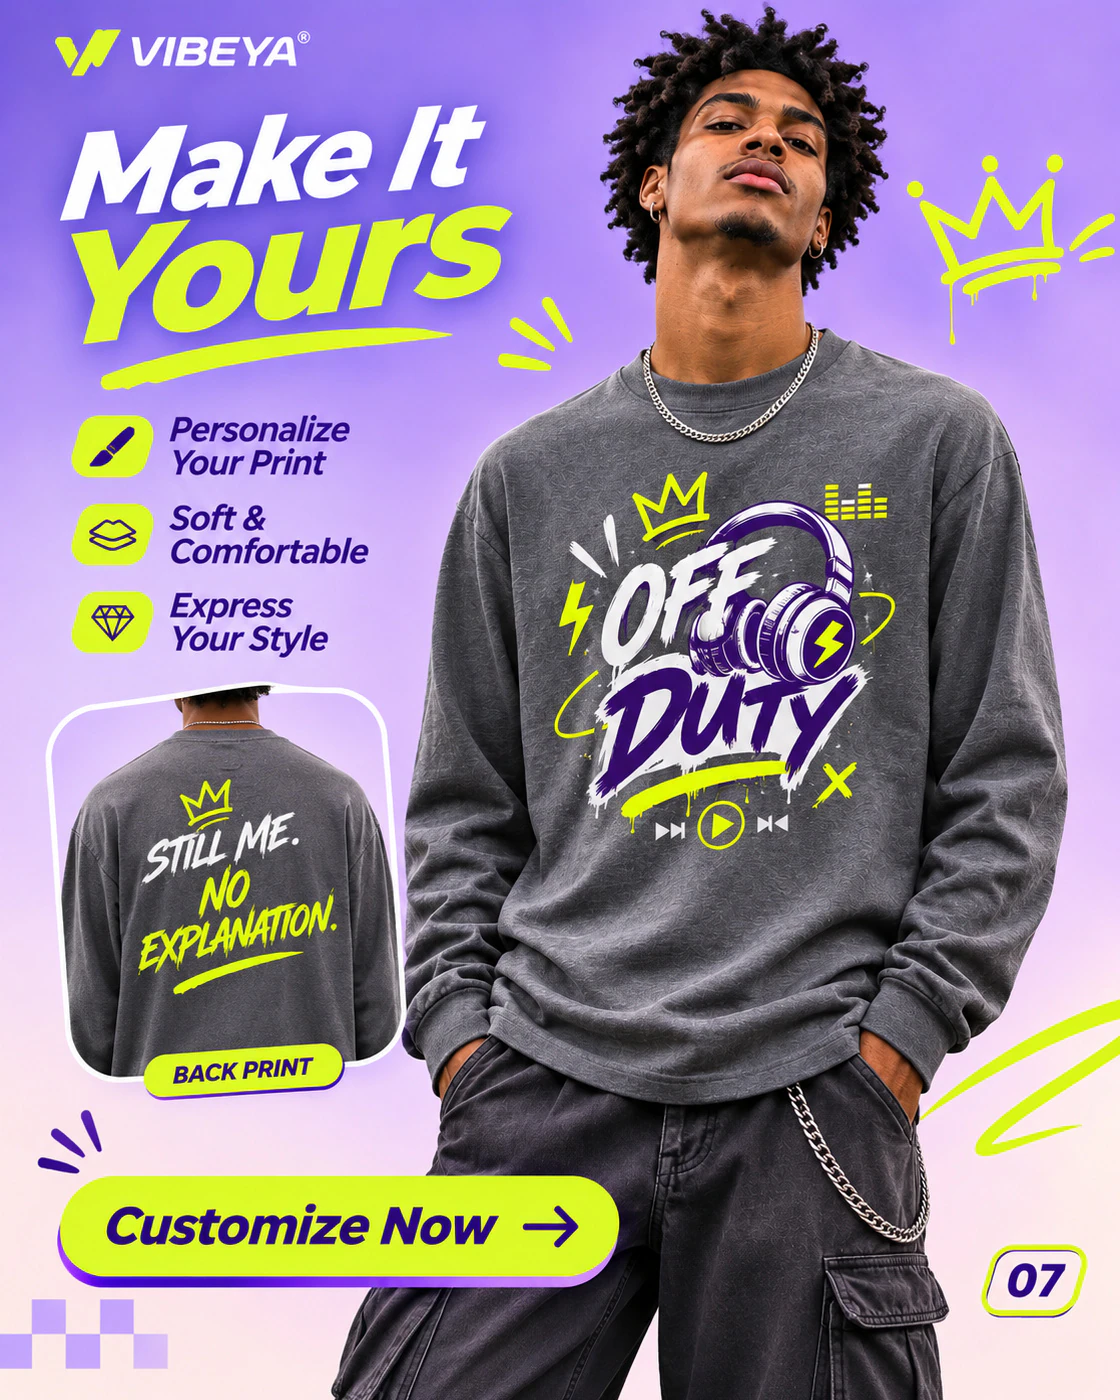 VIBEYA®
Make It
Yours
Personalize
Your Print
Soft &
Comfortable
Express
Your Style
OFF
DUTY
STILL ME.
NO
EXPLANATION.
BACK PRINT
Customize Now →
07